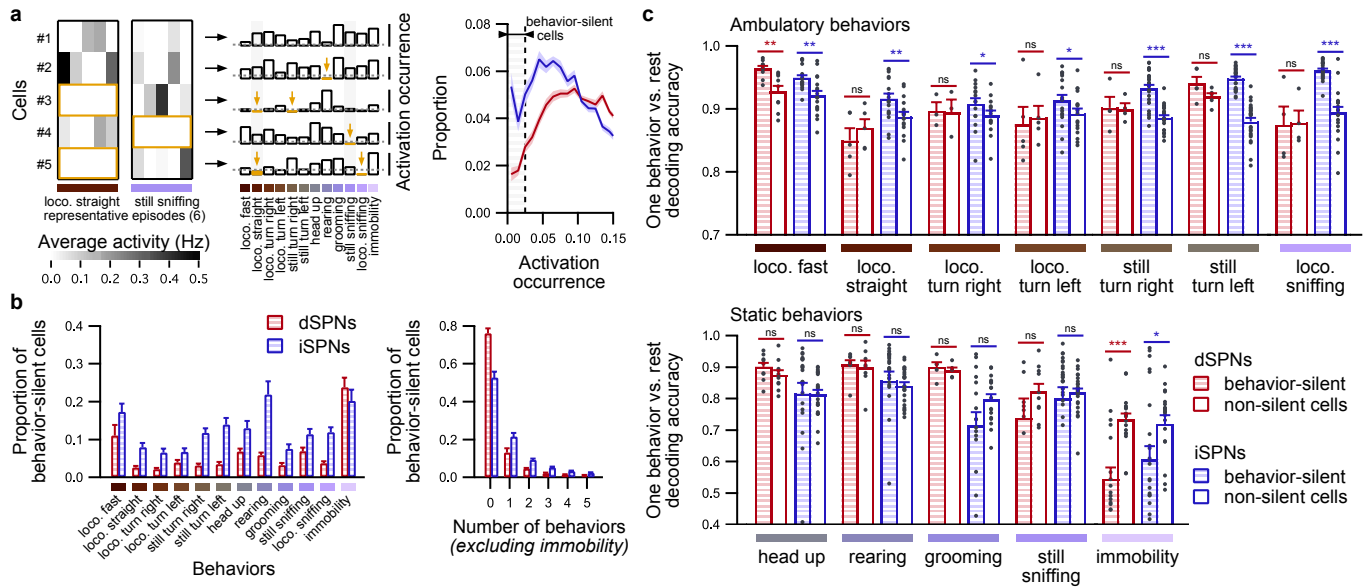 a
Cells
#1
#2
#3
#4
#5
loco. straight
representative
still sniffing
episodes (6)
Average activity (Hz)
0.0 0.1 0.2 0.3 0.4 0.5
Activation occurrence
loco. fast
loco. straight
loco. turn right
loco. turn left
still turn right
still turn left
head up
rearing
grooming
still sniffing
loco. sniffing
immobility
Proportion
0.08
0.06
0.04
0.02
0.00
behavior-silent
cells
0.00 0.05 0.10 0.15
Activation
occurrence
b
Proportion of
behavior-silent cells
0.4
0.3
0.2
0.1
0.0
dSPNs
iSPNs
loco. fast
loco. straight
loco. turn right
loco. turn left
still turn right
still turn left
head up
rearing
grooming
still sniffing
loco. sniffing
immobility
Behaviors
Proportion of
behavior-silent cells
0.8
0.6
0.4
0.2
0.0
0 1 2 3 4 5
Number of behaviors
(excluding immobility)
c
Ambulatory behaviors
One behavior vs. rest
decoding accuracy
1.0
0.9
0.8
0.7
** ** ns ** ns * ns * ns *** ns *** ns ***
loco. fast
loco.
straight
loco.
turn right
loco.
turn left
still
turn right
still
turn left
loco.
sniffing
Static behaviors
One behavior vs. rest
decoding accuracy
1.0
0.9
0.8
0.7
0.6
0.5
0.4
ns ns ns ns ns ns ns ns *** *
head up
rearing
grooming
still
sniffing
immobility
dSPNs
behavior-silent
non-silent cells
iSPNs
behavior-silent
non-silent cells